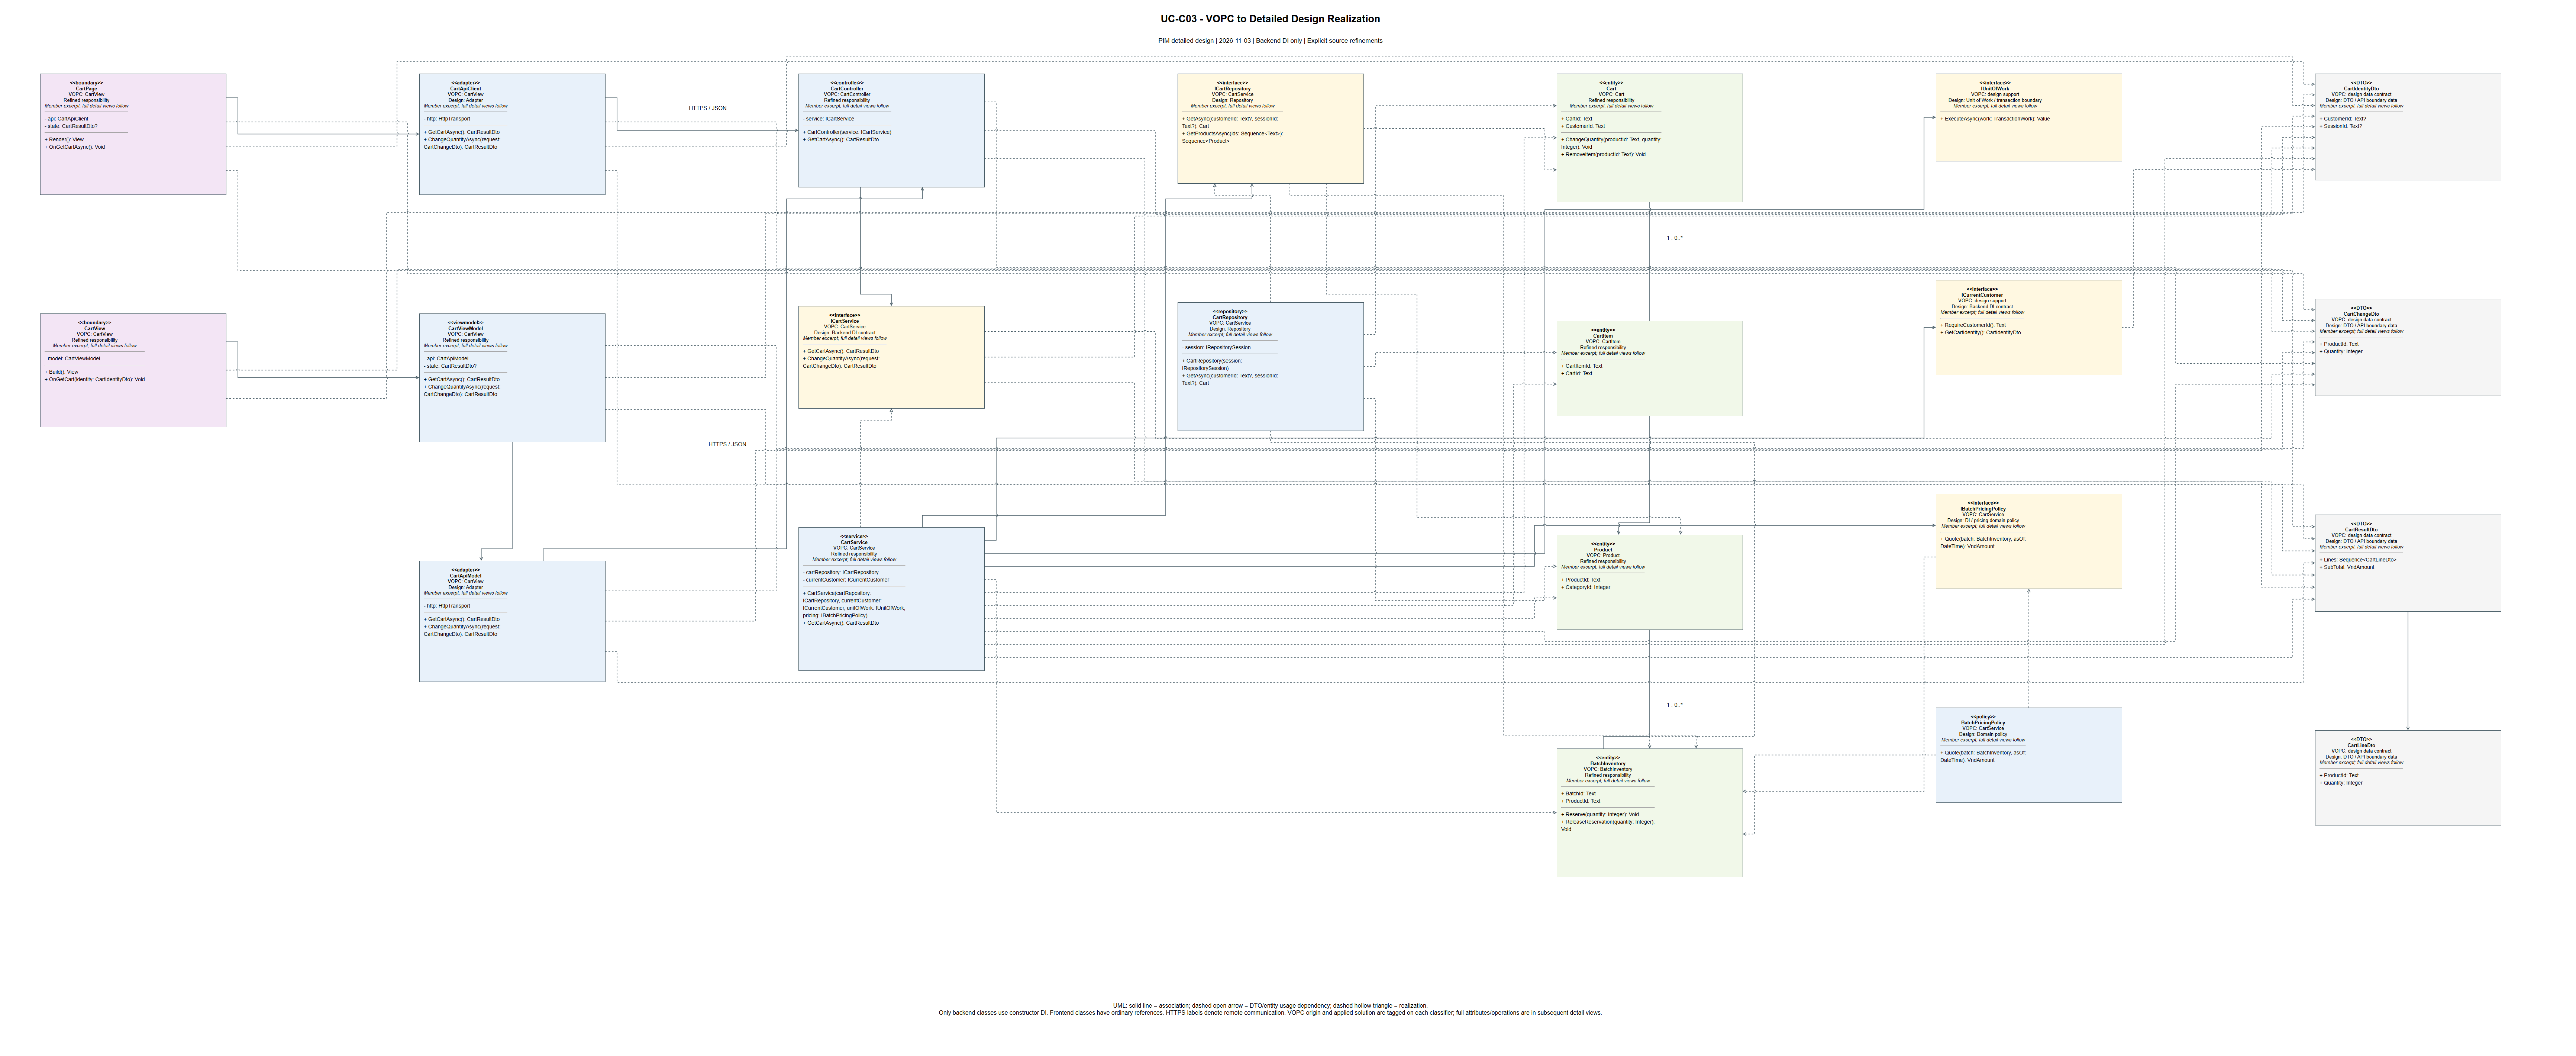 UC-C03 - VOPC to Detailed Design Realization
PIM detailed design | 2026-11-03 | Backend DI only | Explicit source refinements
<<boundary>>
CartPage
VOPC: CartView
Refined responsibility
Member excerpt; full detail views follow
- api: CartApiClient
- state: CartResultDto?
+ Render(): View
+ OnGetCartAsync(): Void
<<adapter>>
CartApiClient
VOPC: CartView
Design: Adapter
Member excerpt; full detail views follow
- http: HttpTransport
+ GetCartAsync(): CartResultDto
+ ChangeQuantityAsync(request:
CartChangeDto): CartResultDto
HTTPS / JSON
<<controller>>
CartController
VOPC: CartController
Refined responsibility
Member excerpt; full detail views follow
- service: ICartService
+ CartController(service: ICartService)
+ GetCartAsync(): CartResultDto
<<interface>>
ICartRepository
VOPC: CartService
Design: Repository
Member excerpt; full detail views follow
+ GetAsync(customerId: Text?, sessionId:
Text?): Cart
+ GetProductsAsync(ids: Sequence<Text>):
Sequence<Product>
<<entity>>
Cart
VOPC: Cart
Refined responsibility
Member excerpt; full detail views follow
+ CartId: Text
+ CustomerId: Text
+ ChangeQuantity(productId: Text, quantity:
Integer): Void
+ RemoveItem(productId: Text): Void
<<interface>>
IUnitOfWork
VOPC: design support
Design: Unit of Work / transaction boundary
Member excerpt; full detail views follow
+ ExecuteAsync(work: TransactionWork): Value
<<DTO>>
CartIdentityDto
VOPC: design data contract
Design: DTO / API boundary data
Member excerpt; full detail views follow
+ CustomerId: Text?
+ SessionId: Text?
1 : 0..*
<<boundary>>
CartView
VOPC: CartView
Refined responsibility
Member excerpt; full detail views follow
- model: CartViewModel
+ Build(): View
+ OnGetCart(identity: CartIdentityDto): Void
<<viewmodel>>
CartViewModel
VOPC: CartView
Refined responsibility
Member excerpt; full detail views follow
- api: CartApiModel
- state: CartResultDto?
+ GetCartAsync(): CartResultDto
+ ChangeQuantityAsync(request:
CartChangeDto): CartResultDto
HTTPS / JSON
<<interface>>
ICartService
VOPC: CartService
Design: Backend DI contract
Member excerpt; full detail views follow
+ GetCartAsync(): CartResultDto
+ ChangeQuantityAsync(request:
CartChangeDto): CartResultDto
<<repository>>
CartRepository
VOPC: CartService
Design: Repository
Member excerpt; full detail views follow
- session: IRepositorySession
+ CartRepository(session:
IRepositorySession)
+ GetAsync(customerId: Text?, sessionId:
Text?): Cart
<<entity>>
CartItem
VOPC: CartItem
Refined responsibility
Member excerpt; full detail views follow
+ CartItemId: Text
+ CartId: Text
<<interface>>
ICurrentCustomer
VOPC: design support
Design: Backend DI contract
Member excerpt; full detail views follow
+ RequireCustomerId(): Text
+ GetCartIdentity(): CartIdentityDto
<<DTO>>
CartChangeDto
VOPC: design data contract
Design: DTO / API boundary data
Member excerpt; full detail views follow
+ ProductId: Text
+ Quantity: Integer
<<adapter>>
CartApiModel
VOPC: CartView
Design: Adapter
Member excerpt; full detail views follow
- http: HttpTransport
+ GetCartAsync(): CartResultDto
+ ChangeQuantityAsync(request:
CartChangeDto): CartResultDto
<<service>>
CartService
VOPC: CartService
Refined responsibility
Member excerpt; full detail views follow
- cartRepository: ICartRepository
- currentCustomer: ICurrentCustomer
+ CartService(cartRepository:
ICartRepository, currentCustomer:
ICurrentCustomer, unitOfWork: IUnitOfWork,
pricing: IBatchPricingPolicy)
+ GetCartAsync(): CartResultDto
<<entity>>
Product
VOPC: Product
Refined responsibility
Member excerpt; full detail views follow
+ ProductId: Text
+ CategoryId: Integer
<<interface>>
IBatchPricingPolicy
VOPC: CartService
Design: DI / pricing domain policy
Member excerpt; full detail views follow
+ Quote(batch: BatchInventory, asOf:
DateTime): VndAmount
<<DTO>>
CartResultDto
VOPC: design data contract
Design: DTO / API boundary data
Member excerpt; full detail views follow
+ Lines: Sequence<CartLineDto>
+ SubTotal: VndAmount
1 : 0..*
<<entity>>
BatchInventory
VOPC: BatchInventory
Refined responsibility
Member excerpt; full detail views follow
+ BatchId: Text
+ ProductId: Text
+ Reserve(quantity: Integer): Void
+ ReleaseReservation(quantity: Integer):
Void
<<policy>>
BatchPricingPolicy
VOPC: CartService
Design: Domain policy
Member excerpt; full detail views follow
+ Quote(batch: BatchInventory, asOf:
DateTime): VndAmount
<<DTO>>
CartLineDto
VOPC: design data contract
Design: DTO / API boundary data
Member excerpt; full detail views follow
+ ProductId: Text
+ Quantity: Integer
UML: solid line = association; dashed open arrow = DTO/entity usage dependency; dashed hollow triangle = realization.
Only backend classes use constructor DI. Frontend classes have ordinary references. HTTPS labels denote remote communication. VOPC origin and applied solution are tagged on each classifier; full attributes/operations are in subsequent detail views.